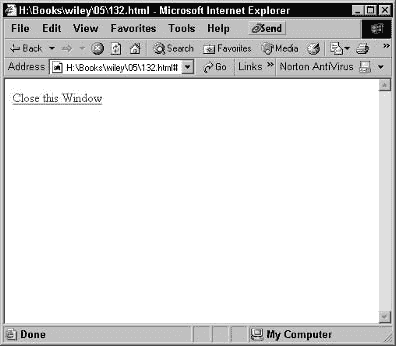 H:\Books\wiley\05\132.html - Microsoft Internet Explorer
File Edit View Favorites Tools Help Send
Back Search Favorites Media
Address H:\Books\wiley\05\132.html# Go Links » Norton AntiVirus
Close this Window
Done My Computer